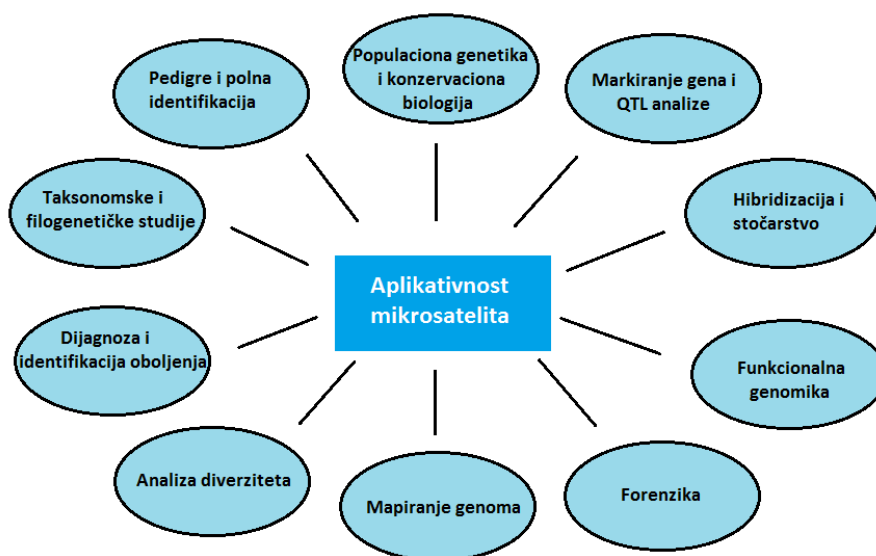 Populaciona genetika
i konzervaciona
biologija
Pedigre i polna
identifikacija
Markiranje gena i
QTL analize
Taksonomske i
filogenetičke studije
Hibridizacija i
stočarstvo
Aplikativnost
mikrosatelita
Dijagnoza i
identifikacija oboljenja
Funkcionalna
genomika
Analiza diverziteta
Mapiranje genoma
Forenzika